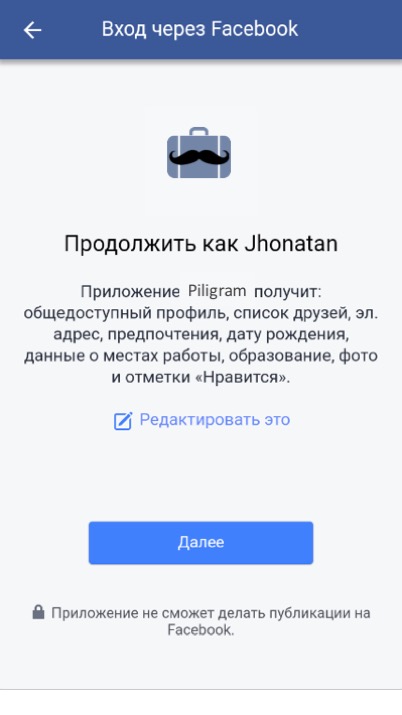 Вход через Facebook
Продолжить как Jhonatan
Приложение Piligram получит:
общедоступный профиль, список друзей, эл.
адрес, предпочтения, дату рождения,
данные о местах работы, образование, фото
и отметки «Нравится».
Редактировать это
Далее
Приложение не сможет делать публикации на
Facebook.